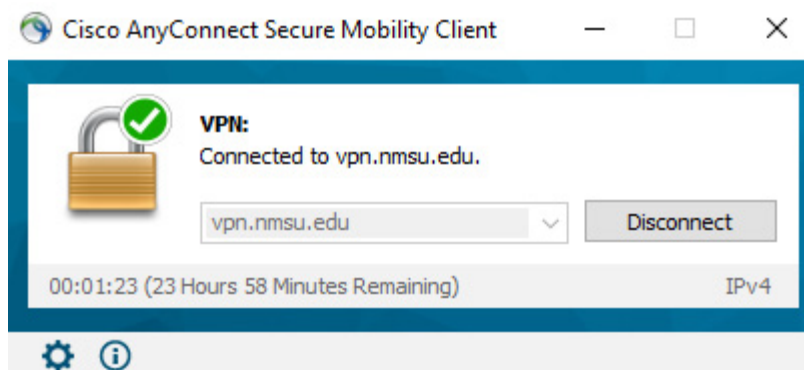 Cisco AnyConnect Secure Mobility Client
VPN:
Connected to vpn.nmsu.edu.
vpn.nmsu.edu
Disconnect
00:01:23 (23 Hours 58 Minutes Remaining)
IPv4